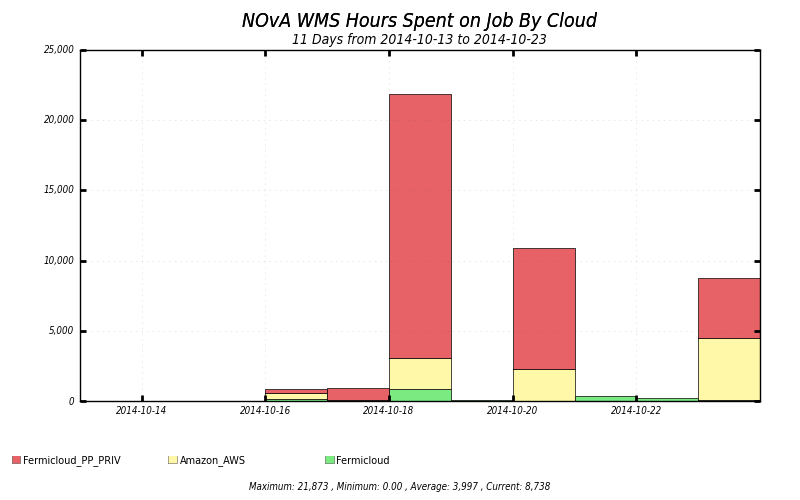 NOvA WMS Hours Spent on Job By Cloud
11 Days from 2014-10-13 to 2014-10-23
25,000
20,000
15,000
10,000
5,000
0
2014-10-14 2014-10-16 2014-10-18 2014-10-20 2014-10-22
Fermicloud_PP_PRIV Amazon_AWS Fermicloud
Maximum: 21,873 , Minimum: 0.00 , Average: 3,997 , Current: 8,738